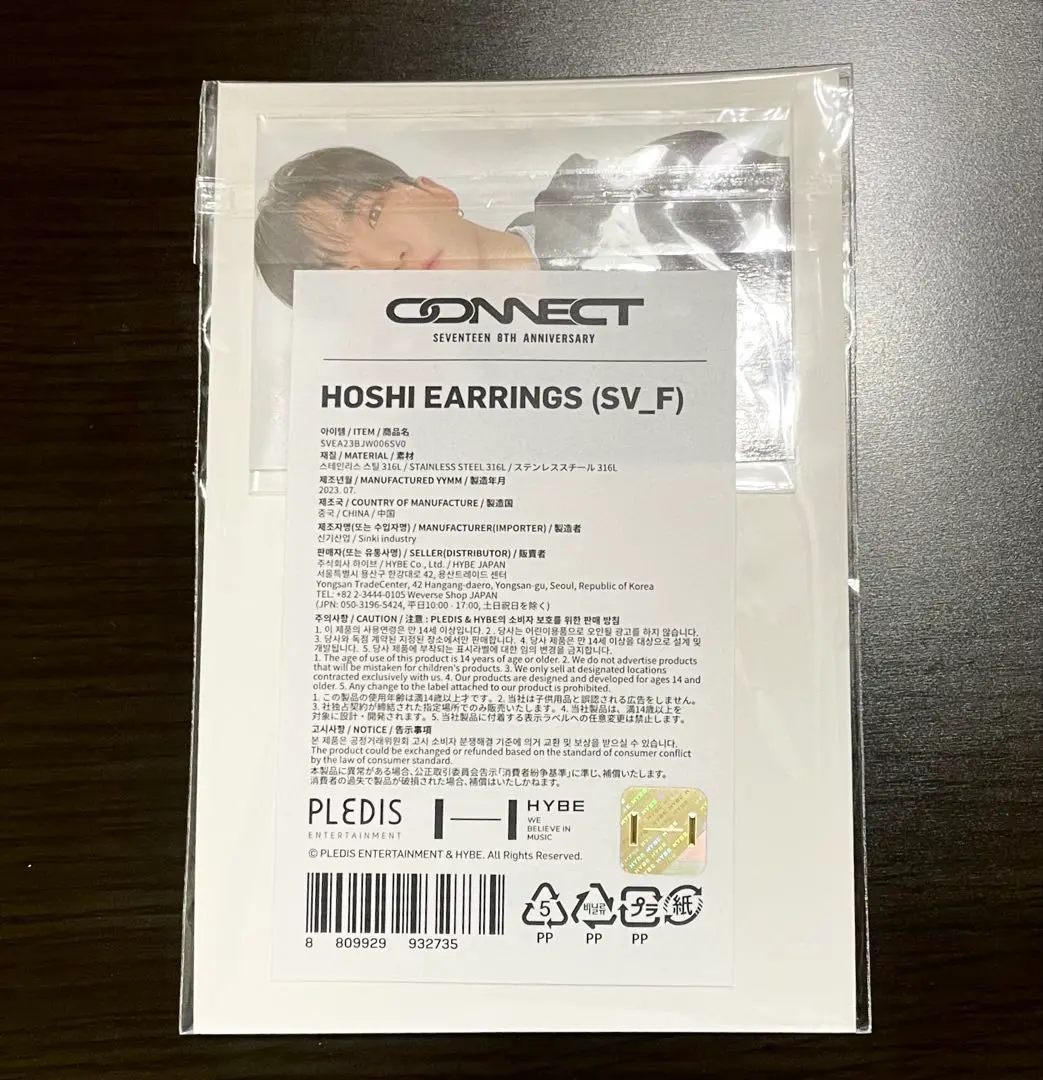 CONNECT
SEVENTEEN 8TH ANNIVERSARY
HOSHI EARRINGS (SV_F)
아이템 / ITEM / 商品名
SVEA23BJW006SV0
재질 / MATERIAL / 素材
스테인리스 스틸 316L / STAINLESS STEEL 316L / ステンレススチール 316L
제조년월 / MANUFACTURED YYMM / 製造年月
2023. 07.
제조국 / COUNTRY OF MANUFACTURE / 製造国
중국 / CHINA / 中国
제조자명(또는 수입자명) / MANUFACTURER(IMPORTER) / 製造者
신기산업 / Sinki industry
판매자(또는 유통사명) / SELLER(DISTRIBUTOR) / 販賣者
주식회사 하이브 / HYBE Co., Ltd. / HYBE JAPAN
서울특별시 용산구 한강대로 42, 용산트레이드 센터
Yongsan TradeCenter, 42 Hangang-daero, Yongsan-gu, Seoul, Republic of Korea
TEL: +82 2-3444-0105 Weverse Shop JAPAN
(JPN: 050-3196-5424, 平日10:00 - 17:00, 土日祝日を除く)
주의사항 / CAUTION / 注意 : PLEDIS & HYBE의 소비자 보호를 위한 판매 방침
1. 이 제품의 사용연령은 만 14세 이상입니다. 2. 당사는 어린이용품으로 오인될 광고를 하지 않습니다.
3. 당사와 독점 계약된 지정된 장소에서만 판매합니다. 4. 당사 제품은 만 14세 이상을 대상으로 설계 및
개발됩니다. 5. 당사 제품에 부착되는 표시라벨에 대한 임의 변경을 금지합니다.
1. The age of use of this product is 14 years of age or older. 2. We do not advertise products
that will be mistaken for children's products. 3. We only sell at designated locations
contracted exclusively with us. 4. Our products are designed and developed for ages 14 and
older. 5. Any change to the label attached to our product is prohibited.
1. この製品の使用年齢は満14歳以上才です。2. 当社は子供用品と誤認される広告をしません。
3. 社独占契約が締結された指定場所でのみ販売いたします。4. 当社製品は、満14歳以上を
対象に設計・開発されます。5. 当社製品に付着する表示ラベルへの任意変更は禁止します。
고시사항 / NOTICE / 告示事項
본 제품은 공정거래위원회 고시 소비자 분쟁해결 기준에 의거 교환 및 보상을 받으실 수 있습니다.
The product could be exchanged or refunded based on the standard of consumer conflict
by the law of consumer standard.
本製品に異常がある場合、公正取引委員会告示「消費者紛争基準」に準じ、補償いたします。
消費者の過失で製品が破損された場合、補償はいたしかねます。
PLEDIS
ENTERTAINMENT
HYBE
WE
BELIEVE IN
MUSIC
© PLEDIS ENTERTAINMENT & HYBE. All Rights Reserved.
8 809929 932735
5
PP
비닐류
PP
プラ
PP
紙